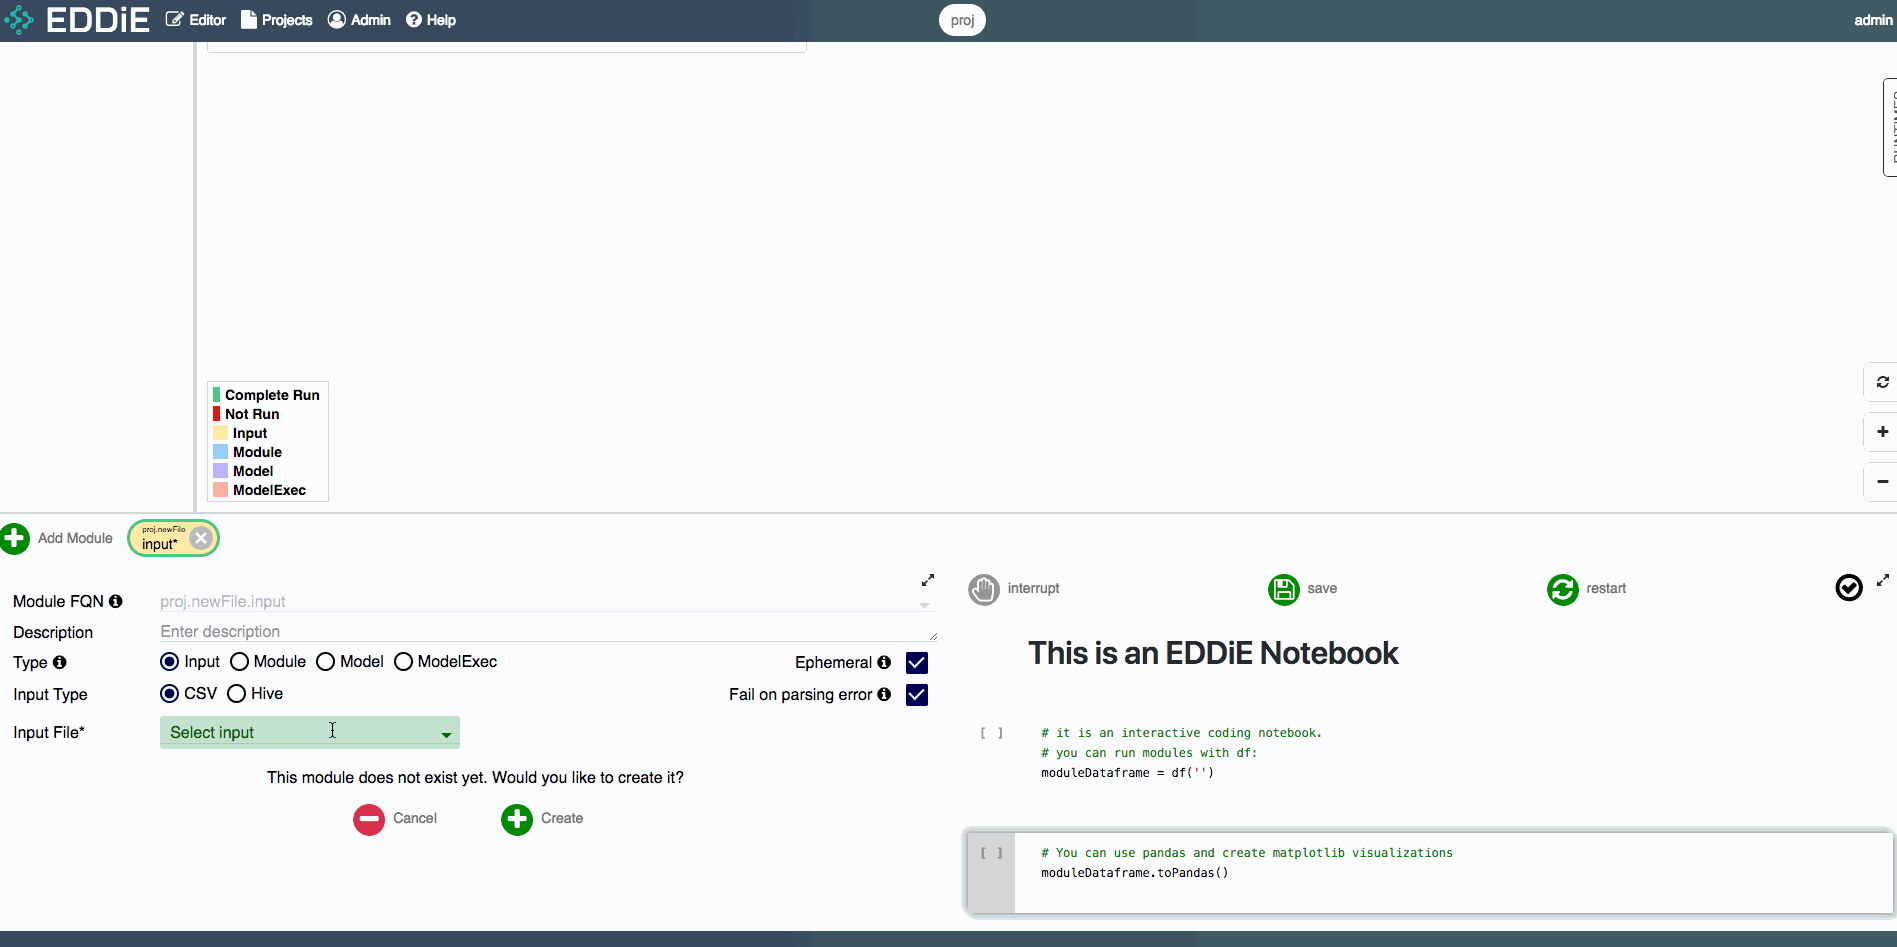 EDDiE Editor Projects Admin Help proj admin
RUNTIMES
Complete Run
Not Run
Input
Module
Model
ModelExec
Add Module
proj.newFile
input*
Module FQN proj.newFile.input
Description Enter description
Type Input Module Model ModelExec Ephemeral
Input Type CSV Hive Fail on parsing error
Input File* Select input
This module does not exist yet. Would you like to create it?
Cancel Create
interrupt save restart
This is an EDDiE Notebook
[ ] # it is an interactive coding notebook.
# you can run modules with df:
moduleDataframe = df('')
[ ] # You can use pandas and create matplotlib visualizations
moduleDataframe.toPandas()